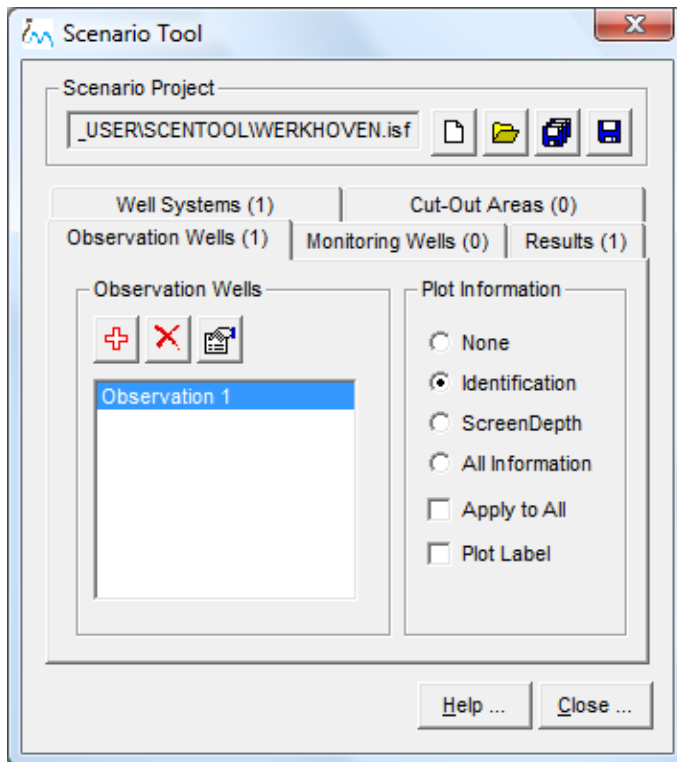 Scenario Tool
Scenario Project
_USER\SCENTOOL\WERKHOVEN.isf
Well Systems (1)
Cut-Out Areas (0)
Observation Wells (1)
Monitoring Wells (0)
Results (1)
Observation Wells
Observation 1
Plot Information
None
Identification
ScreenDepth
All Information
Apply to All
Plot Label
Help ...
Close ...